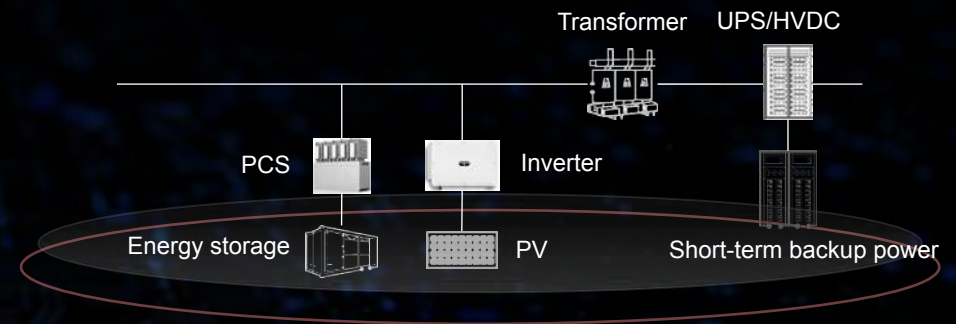 Transformer
UPS/HVDC
PCS
Inverter
Energy storage
PV
Short-term backup power